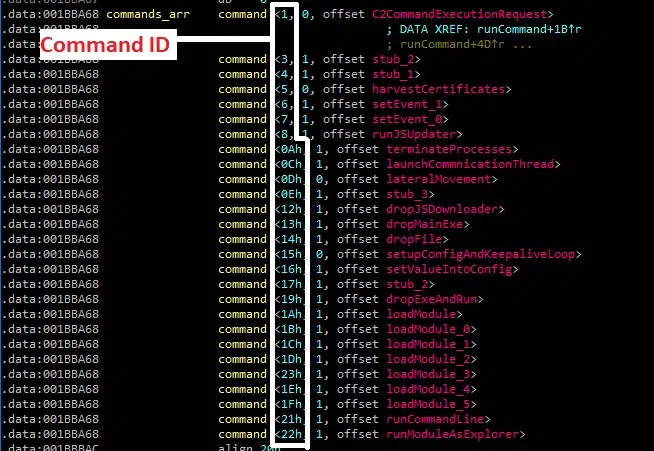 .data:001BBA68 commands_arr command <1, 0, offset C2CommandExecutionRequest>
.data:001BBA68 ; DATA XREF: runCommand+1B↑r
.data:001BBA68 ; runCommand+4D↑r ...
Command ID
.data:001BBA68 command <3, 1, offset stub_2>
.data:001BBA68 command <4, 1, offset stub_1>
.data:001BBA68 command <5, 0, offset harvestCertificates>
.data:001BBA68 command <6, 1, offset setEvent_1>
.data:001BBA68 command <7, 1, offset setEvent_0>
.data:001BBA68 command <8, 1, offset runJSUpdater>
.data:001BBA68 command <0Ah, 1, offset terminateProcesses>
.data:001BBA68 command <0Ch, 1, offset launchCommnicationThread>
.data:001BBA68 command <0Dh, 0, offset lateralMovement>
.data:001BBA68 command <0Eh, 1, offset stub_3>
.data:001BBA68 command <12h, 1, offset dropJSDownloader>
.data:001BBA68 command <13h, 1, offset dropMainExe>
.data:001BBA68 command <14h, 1, offset dropFile>
.data:001BBA68 command <15h, 0, offset setupConfigAndKeepaliveLoop>
.data:001BBA68 command <16h, 1, offset setValueIntoConfig>
.data:001BBA68 command <17h, 1, offset stub_2>
.data:001BBA68 command <19h, 1, offset dropExeAndRun>
.data:001BBA68 command <1Ah, 1, offset loadModule>
.data:001BBA68 command <1Bh, 1, offset loadModule_0>
.data:001BBA68 command <1Ch, 1, offset loadModule_1>
.data:001BBA68 command <1Dh, 1, offset loadModule_2>
.data:001BBA68 command <23h, 1, offset loadModule_3>
.data:001BBA68 command <1Eh, 1, offset loadModule_4>
.data:001BBA68 command <1Fh, 1, offset loadModule_5>
.data:001BBA68 command <21h, 1, offset runCommandLine>
.data:001BBA68 command <22h, 1, offset runModuleAsExplorer>
.data:001BBBAC align 20h